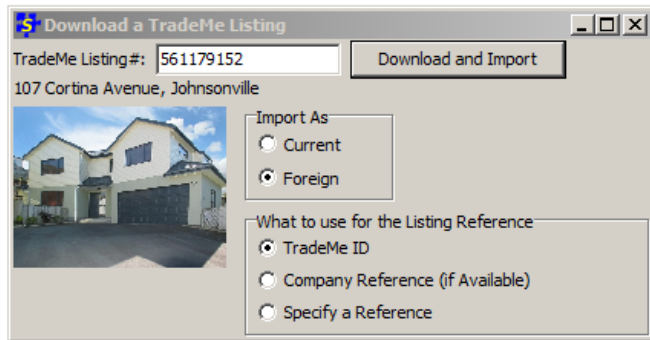 S Download a TradeMe Listing
TradeMe Listing#: 561179152 Download and Import
107 Cortina Avenue, Johnsonville
Import As
Current
Foreign
What to use for the Listing Reference
TradeMe ID
Company Reference (if Available)
Specify a Reference